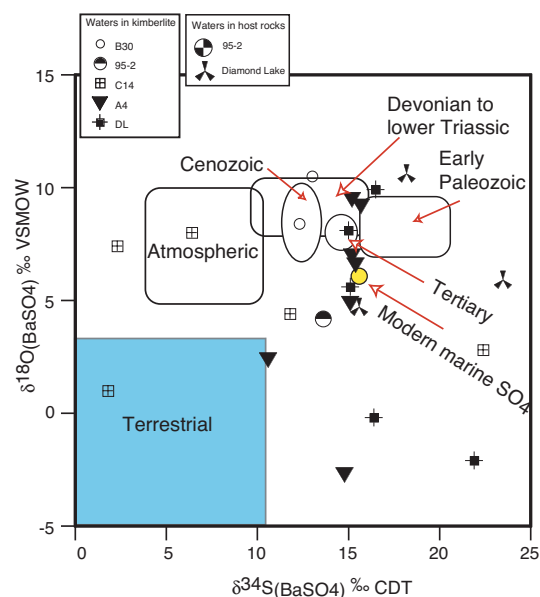 Waters in kimberlite
B30
95-2
C14
A4
DL
Waters in host rocks
95-2
Diamond Lake
Devonian to
lower Triassic
Cenozoic
Early
Paleozoic
Atmospheric
Tertiary
Modern marine SO4
Terrestrial
15
10
5
0
-5
δ18O(BaSO4) ‰ VSMOW
0
5
10
15
20
25
δ34S(BaSO4) ‰ CDT